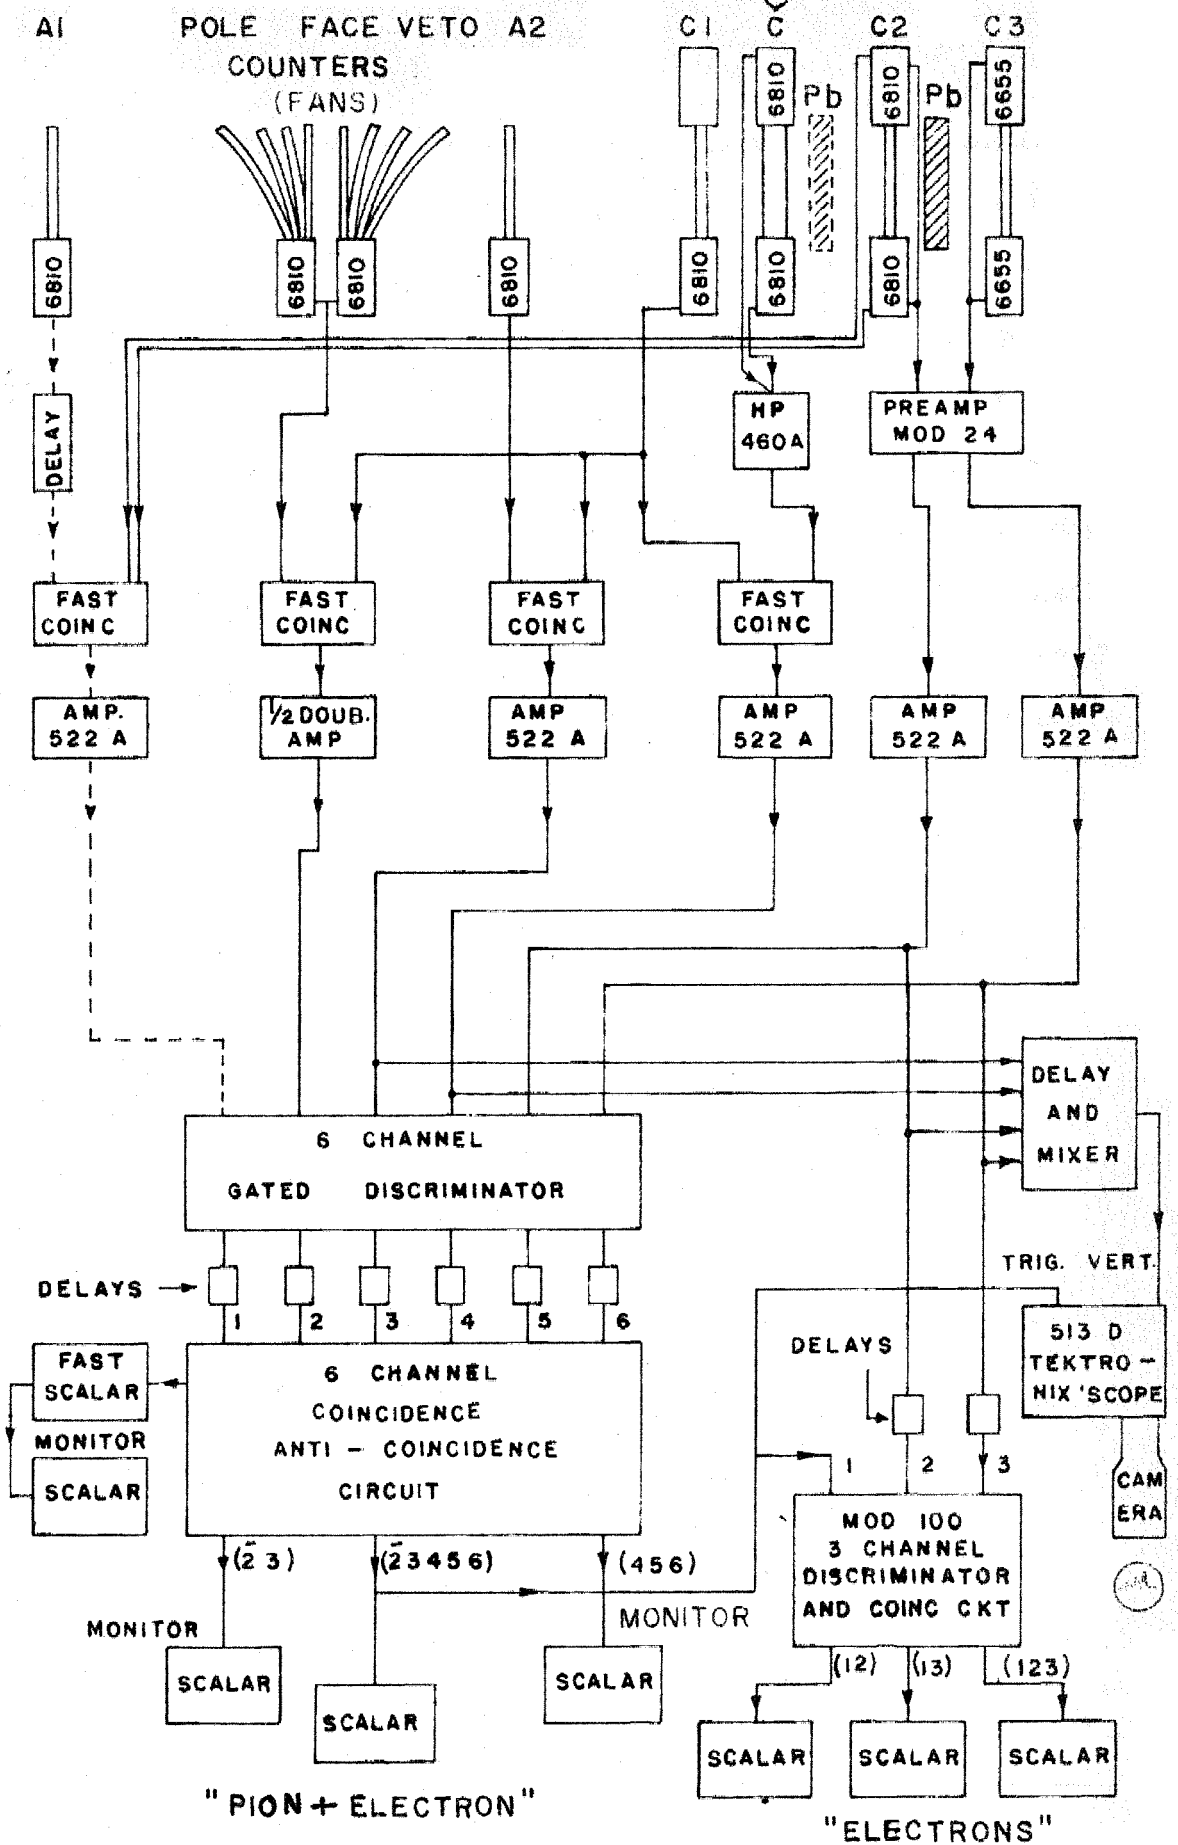 A1 POLE FACE VETO A2 C1 C C2 C3
COUNTERS
(FANS)
6810
6810
6655
Pb
Pb
6810
6810
6810
6810
6810
6810
6810
6655
DELAY
HP
460A
PREAMP
MOD 24
FAST
COINC
FAST
COINC
FAST
COINC
FAST
COINC
AMP.
522 A
1/2 DOUB.
AMP
AMP
522 A
AMP
522 A
AMP
522 A
AMP
522 A
DELAY
AND
MIXER
6 CHANNEL
GATED DISCRIMINATOR
TRIG. VERT.
DELAYS
1 2 3 4 5 6
513 D
TEKTRO-
NIX 'SCOPE
DELAYS
FAST
SCALAR
MONITOR
SCALAR
6 CHANNEL
COINCIDENCE
ANTI - COINCIDENCE
CIRCUIT
1 2 3
CAM
ERA
MOD 100
3 CHANNEL
DISCRIMINATOR
AND COINC CKT
(2̄ 3) (2̄3456) (456)
MONITOR
MONITOR
(12) (13) (123)
SCALAR
SCALAR
SCALAR
SCALAR
SCALAR
SCALAR
"PION + ELECTRON"
"ELECTRONS"